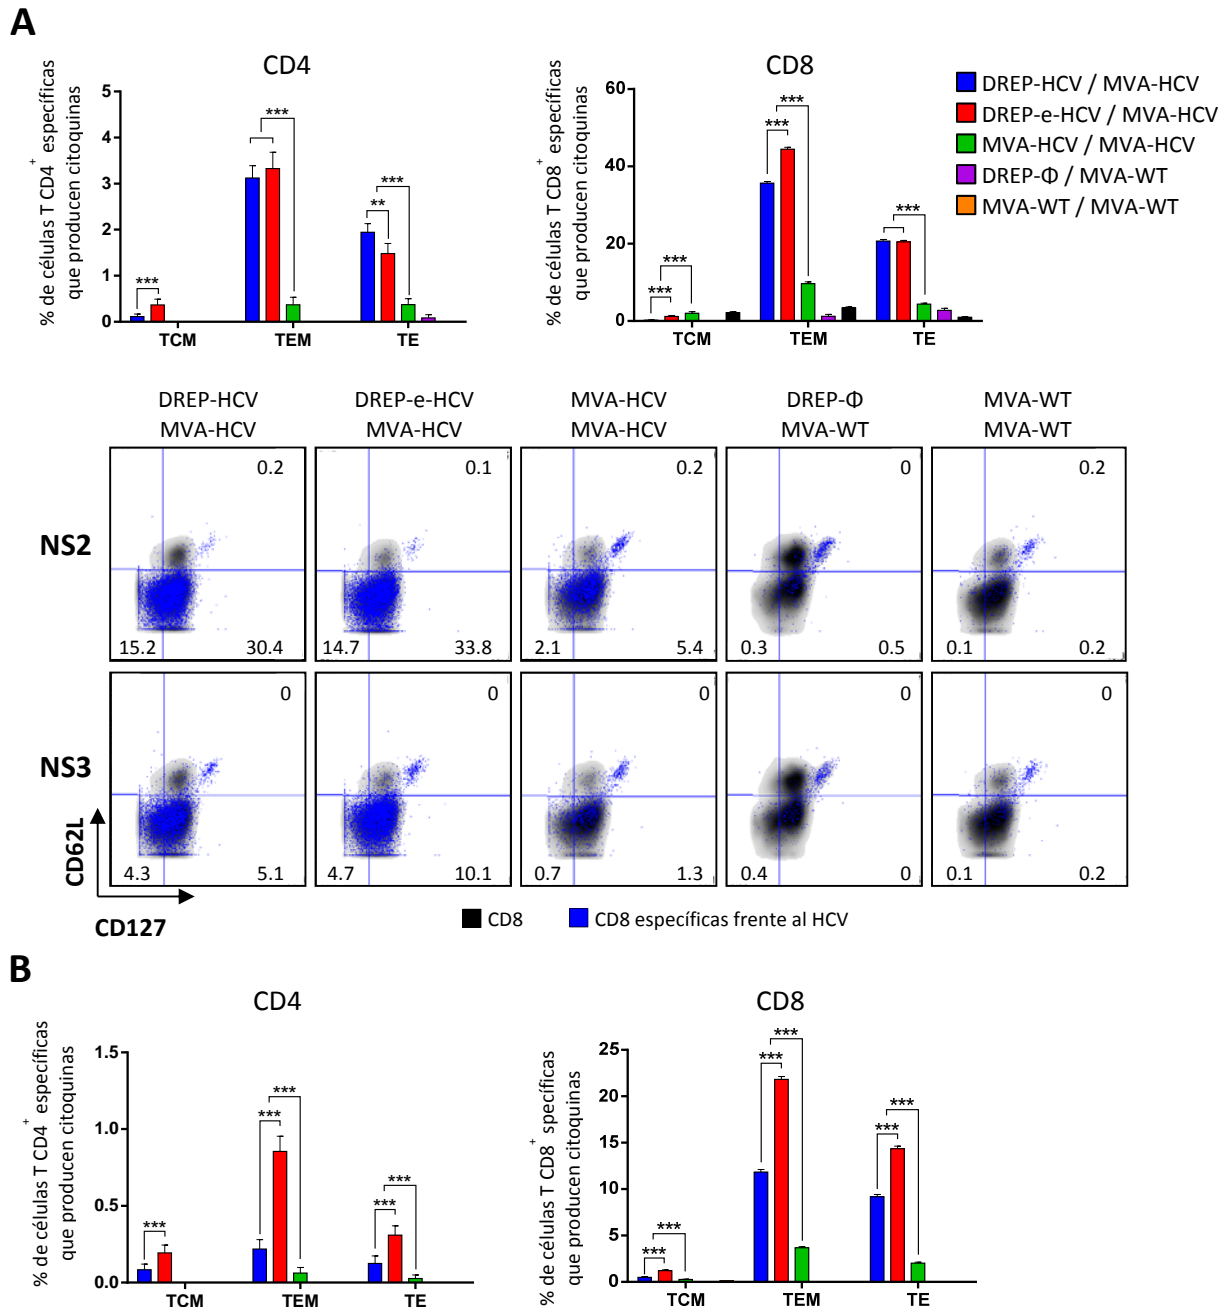 A
CD4
% de células T CD4+ específicas
que producen citoquinas
5
4
3
2
1
0
***
***
***
**
***
TCM
TEM
TE
CD8
% de células T CD8+ específicas
que producen citoquinas
60
40
20
0
***
***
***
***
***
TCM
TEM
TE
DREP-HCV / MVA-HCV
DREP-e-HCV / MVA-HCV
MVA-HCV / MVA-HCV
DREP-Φ / MVA-WT
MVA-WT / MVA-WT
DREP-HCV
MVA-HCV
DREP-e-HCV
MVA-HCV
MVA-HCV
MVA-HCV
DREP-Φ
MVA-WT
MVA-WT
MVA-WT
NS2
0.2
15.2 30.4
0.1
14.7 33.8
0.2
2.1 5.4
0
0.3 0.5
0.2
0.1 0.2
NS3
0
4.3 5.1
0
4.7 10.1
0
0.7 1.3
0
0.4 0
0
0.1 0.2
CD62L
CD127
CD8
CD8 específicas frente al HCV
B
CD4
% de células T CD4+ específicas
que producen citoquinas
1.5
1.0
0.5
0.0
***
***
***
***
***
TCM
TEM
TE
CD8
% de células T CD8+ specíficas
que producen citoquinas
25
20
15
10
5
0
***
***
***
***
***
***
TCM
TEM
TE